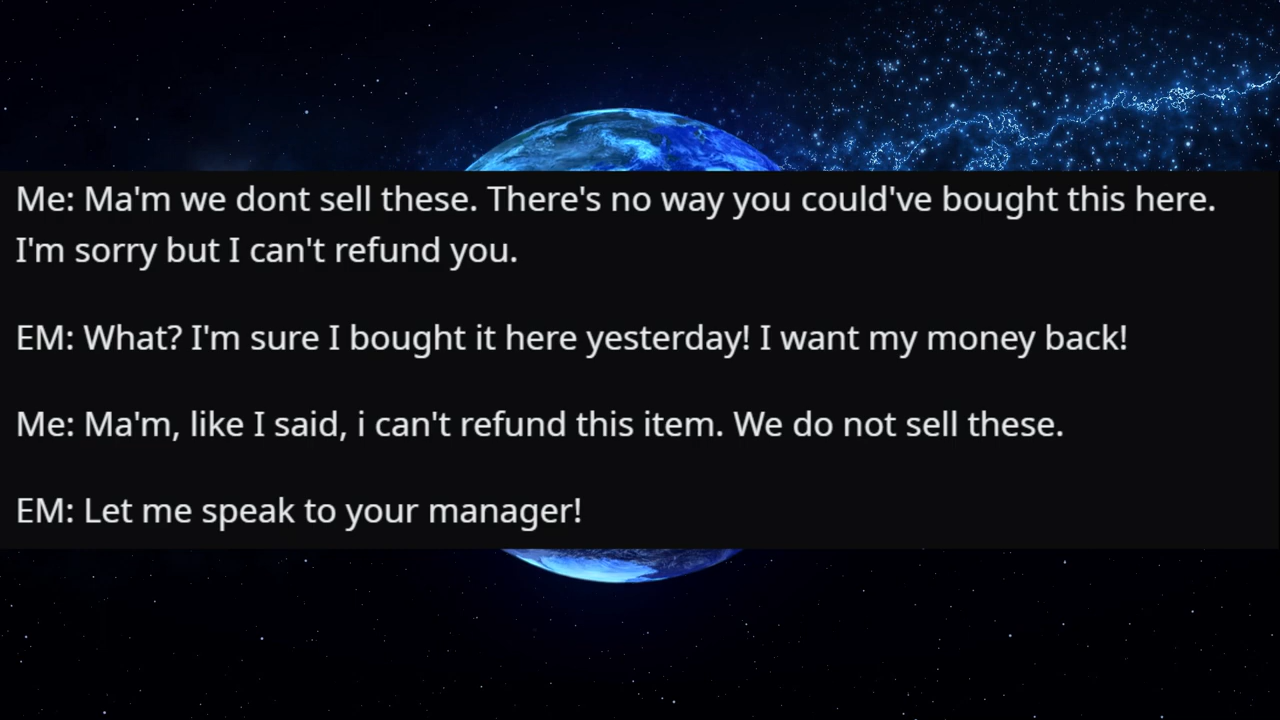 Me: Ma'm we dont sell these. There's no way you could've bought this here.
I'm sorry but I can't refund you.
EM: What? I'm sure I bought it here yesterday! I want my money back!
Me: Ma'm, like I said, i can't refund this item. We do not sell these.
EM: Let me speak to your manager!